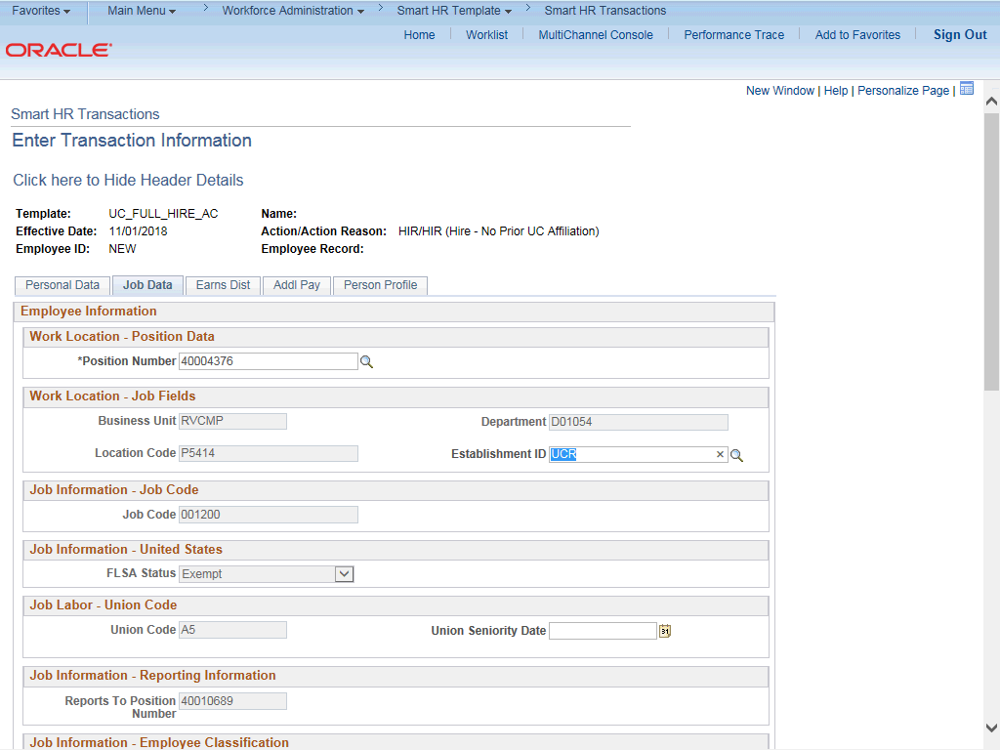 Favorites Main Menu > Workforce Administration > Smart HR Template > Smart HR Transactions
Home Worklist MultiChannel Console Performance Trace Add to Favorites Sign Out
ORACLE
New Window | Help | Personalize Page |
Smart HR Transactions
Enter Transaction Information
Click here to Hide Header Details
Template: UC_FULL_HIRE_AC Name:
Effective Date: 11/01/2018 Action/Action Reason: HIR/HIR (Hire - No Prior UC Affiliation)
Employee ID: NEW Employee Record:
Personal Data Job Data Earns Dist Addl Pay Person Profile
Employee Information
Work Location - Position Data
*Position Number 40004376
Work Location - Job Fields
Business Unit RVCMP Department D01054
Location Code P5414 Establishment ID UCR ×
Job Information - Job Code
Job Code 001200
Job Information - United States
FLSA Status Exempt
Job Labor - Union Code
Union Code A5 Union Seniority Date 31
Job Information - Reporting Information
Reports To Position 40010689
Number
Job Information - Employee Classification